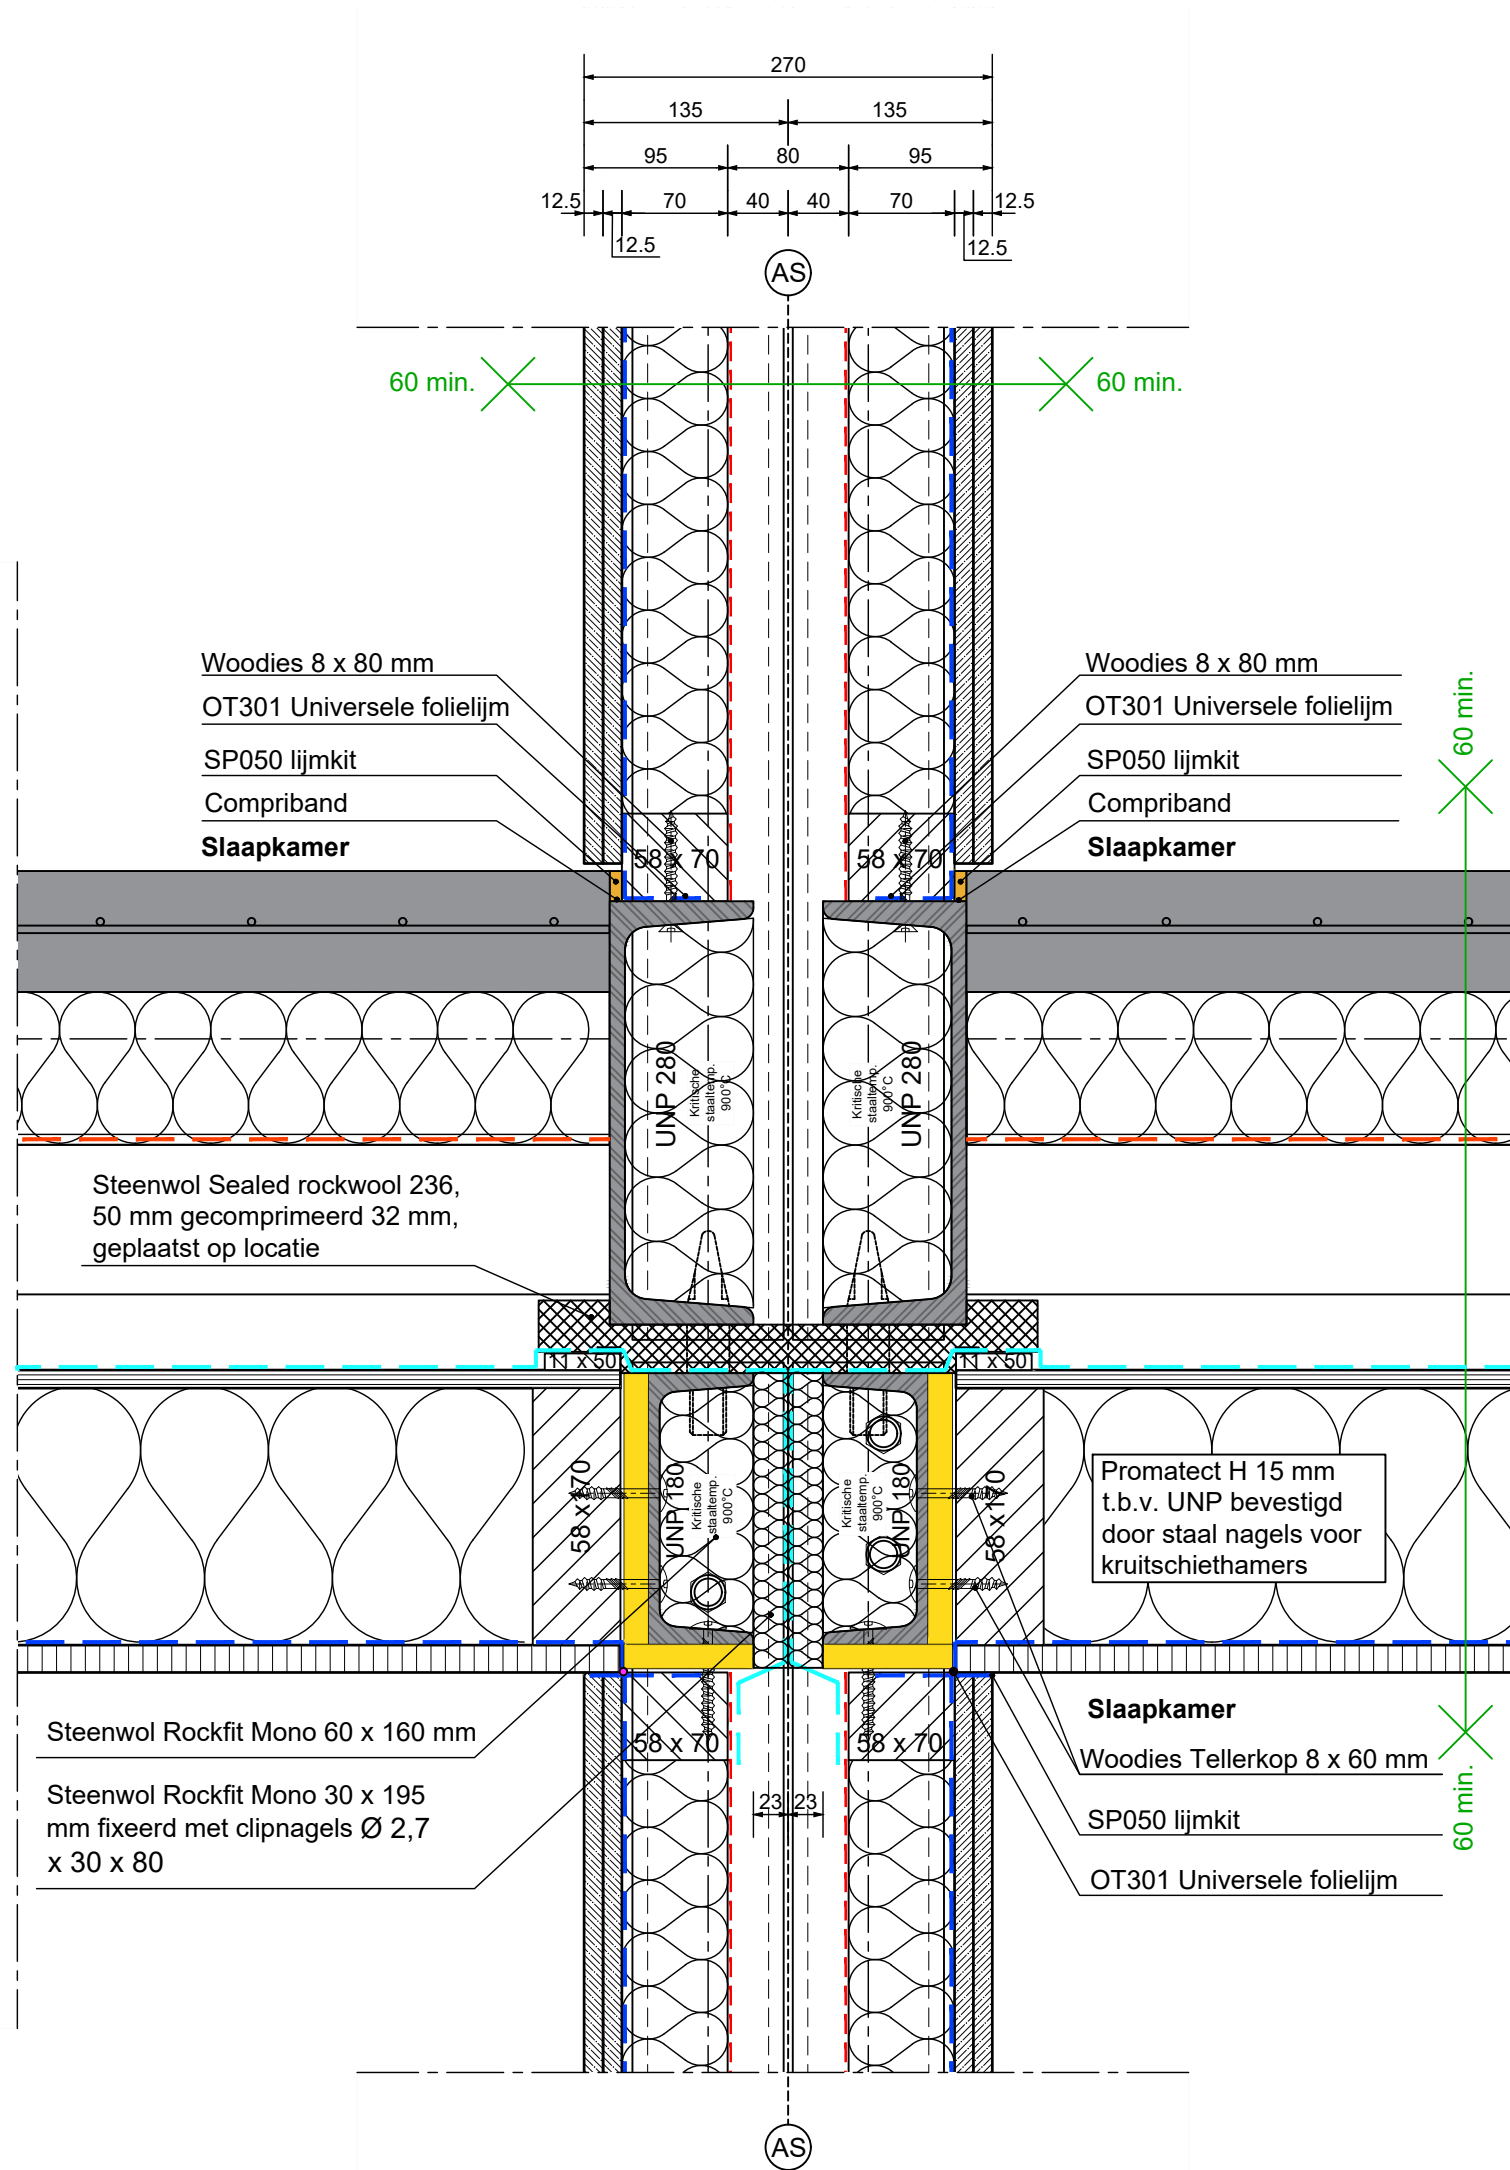 270
135
135
95
80
95
12.5
70
40
40
70
12.5
12.5
12.5
AS
60 min.
60 min.
Woodies 8 x 80 mm
OT301 Universele folielijm
SP050 lijmkit
Compriband
Slaapkamer
Woodies 8 x 80 mm
OT301 Universele folielijm
SP050 lijmkit
Compriband
Slaapkamer
60 min.
58 x 70
58 x 70
UNP 280
Kritische
staaltemp.
900°C
Kritische
staaltemp.
900°C
UNP 280
Steenwol Sealed rockwool 236,
50 mm gecomprimeerd 32 mm,
geplaatst op locatie
11 x 50
11 x 50
58 x 170
UNP 180
Kritische
staaltemp.
900°C
Kritische
staaltemp.
900°C
UNP 180
58 x 170
Promatect H 15 mm
t.b.v. UNP bevestigd
door staal nagels voor
kruitschiethamers
Steenwol Rockfit Mono 60 x 160 mm
Steenwol Rockfit Mono 30 x 195
mm fixeerd met clipnagels Ø 2,7
x 30 x 80
58 x 70
58 x 70
23
23
Slaapkamer
Woodies Tellerkop 8 x 60 mm
SP050 lijmkit
OT301 Universele folielijm
60 min.
AS